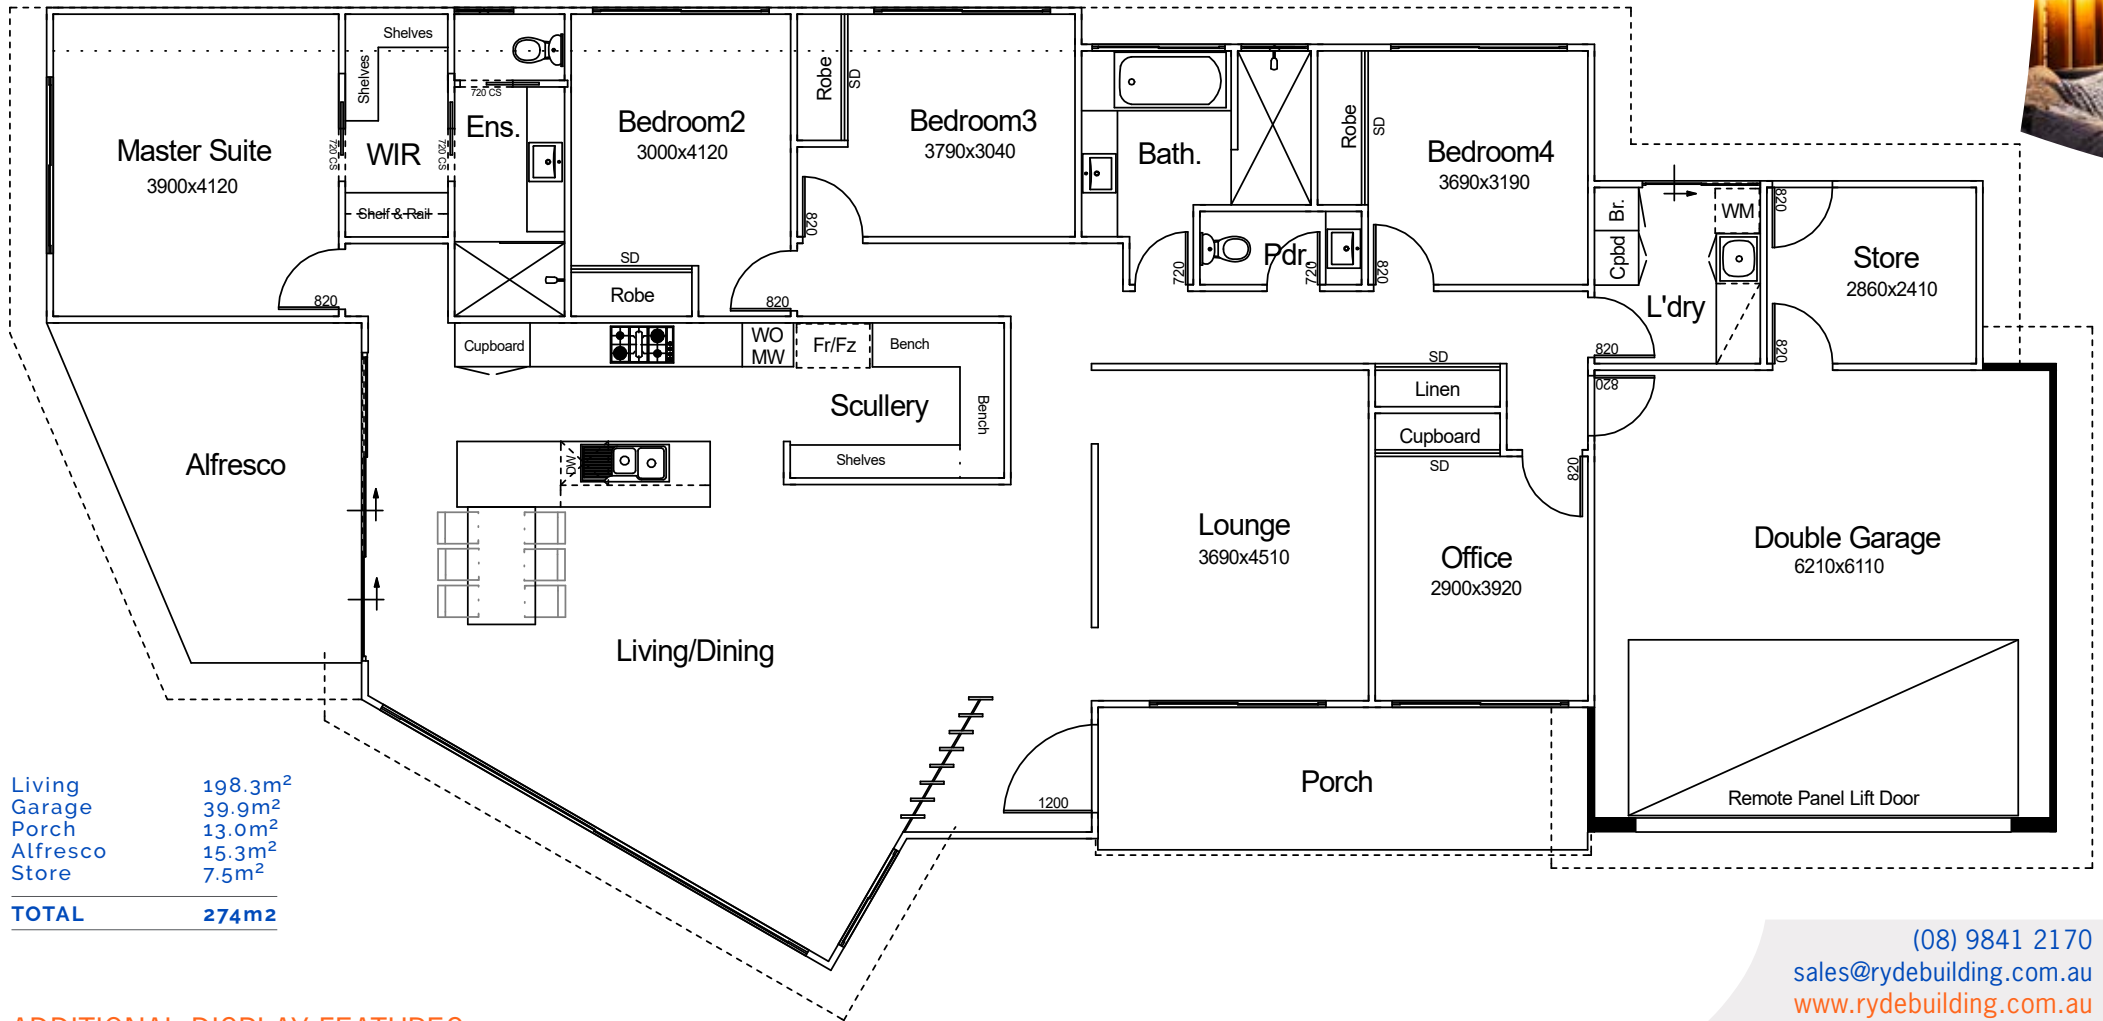 Master Suite
3900x4120
Shelves
Shelves
720 CS
WIR
720 CS
Shelf & Rail
820
720 CS
Ens.
Bedroom2
3000x4120
SD
Robe
820
Robe
SD
Bedroom3
3790x3040
820
Bath.
720
Pdr.
720
Robe
SD
Bedroom4
3690x3190
820
Br.
Cpbd
WM
L'dry
820
820
Store
2860x2410
820
820
Cupboard
WO
MW
Fr/Fz
Bench
Scullery
Bench
Shelves
DW
Alfresco
Living/Dining
SD
Linen
Cupboard
SD
820
Lounge
3690x4510
Office
2900x3920
Double Garage
6210x6110
Remote Panel Lift Door
Porch
1200
Living 198.3m²
Garage 39.9m²
Porch 13.0m²
Alfresco 15.3m²
Store 7.5m²
TOTAL 274m2
(08) 9841 2170
sales@rydebuilding.com.au
www.rydebuilding.com.au
ADDITIONAL DISPLAY FEATURES